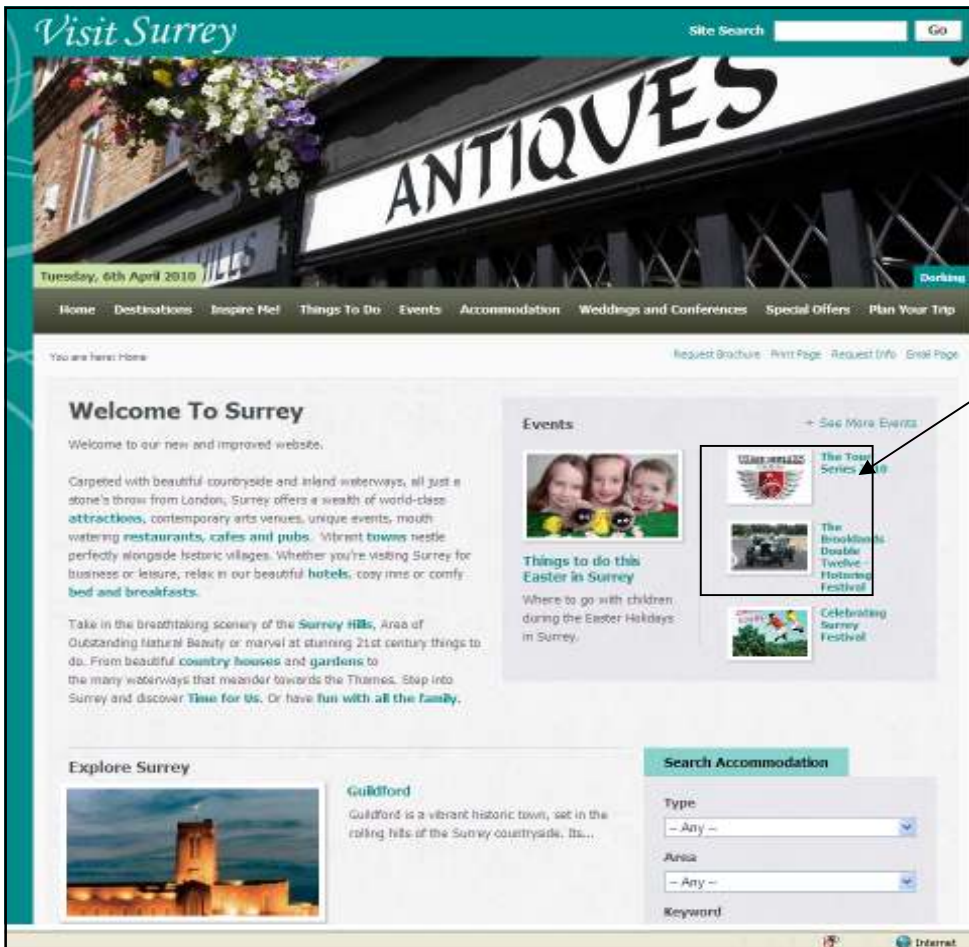 Visit Surrey
Site Search
Go
ANTIQUES
HILLS
Tuesday, 6th April 2010
Dorking
Home Destinations Inspire Me! Things To Do Events Accommodation Weddings and Conferences Special Offers Plan Your Trip
You are here: Home
Request Brochure Print Page Request Info Email Page
Welcome To Surrey
Welcome to our new and improved website.
Carpeted with beautiful countryside and inland waterways, all just a
stone's throw from London, Surrey offers a wealth of world-class
attractions, contemporary arts venues, unique events, mouth
watering restaurants, cafes and pubs. Vibrant towns nestle
perfectly alongside historic villages. Whether you're visiting Surrey for
business or leisure, relax in our beautiful hotels, cosy inns or comfy
bed and breakfasts.
Take in the breathtaking scenery of the Surrey Hills, Area of
Outstanding Natural Beauty or marvel at stunning 21st century things to
do. From beautiful country houses and gardens to
the many waterways that meander towards the Thames. Step into
Surrey and discover Time for Us. Or have fun with all the family.
Events
+ See More Events
Things to do this
Easter in Surrey
Where to go with children
during the Easter Holidays
in Surrey.
The Tour
Series 2010
The
Brooklands
Double
Twelve -
Motoring
Festival
Celebrating
Surrey
Festival
Explore Surrey
Guildford
Guildford is a vibrant historic town, set in the
rolling hills of the Surrey countryside. Its...
Search Accommodation
Type
-- Any --
Area
-- Any --
Keyword
Internet